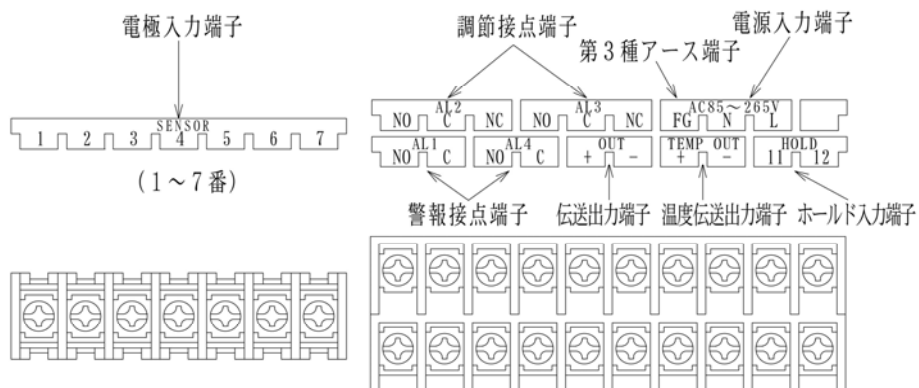 電極入力端子
SENSOR
1 2 3 4 5 6 7
(1～7番)
調節接点端子
第3種アース端子
電源入力端子
AL2 AL3 AC85～265V
NO C NC NO C NC FG N L
AL1 AL4 OUT TEMP OUT HOLD
NO C NO C + - + - 11 12
警報接点端子 伝送出力端子 温度伝送出力端子 ホールド入力端子